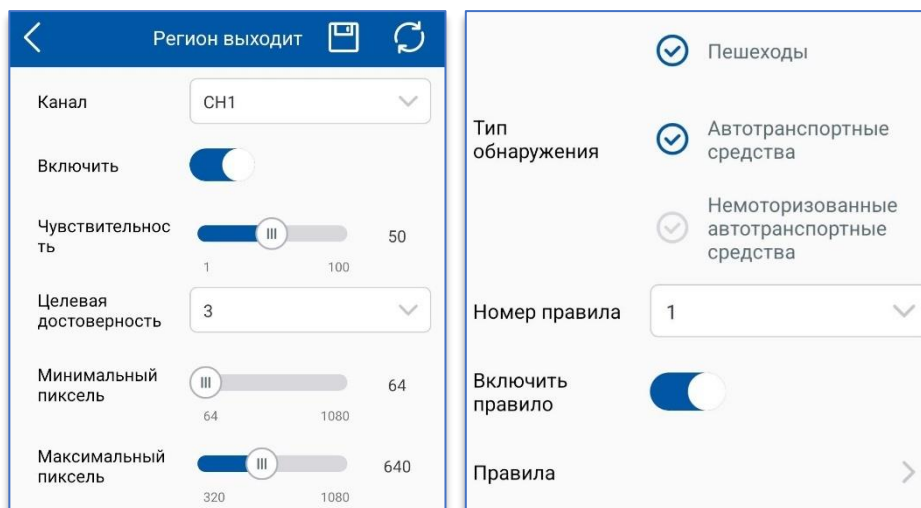 Регион выходит
Канал
CH1
Включить
Чувствительнос
ть
50
1
100
Целевая
достоверность
3
Минимальный
пиксель
64
64
1080
Максимальный
пиксель
640
320
1080
Пешеходы
Тип
обнаружения
Автотранспортные
средства
Немоторизованные
автотранспортные
средства
Номер правила
1
Включить
правило
Правила